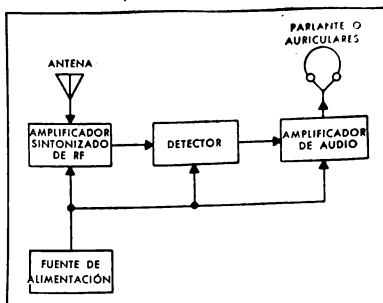 PARLANTE O
AURICULARES
ANTENA
AMPLIFICADOR
SINTONIZADO
DE RF
DETECTOR
AMPLIFICADOR
DE AUDIO
FUENTE DE
ALIMENTACIÓN